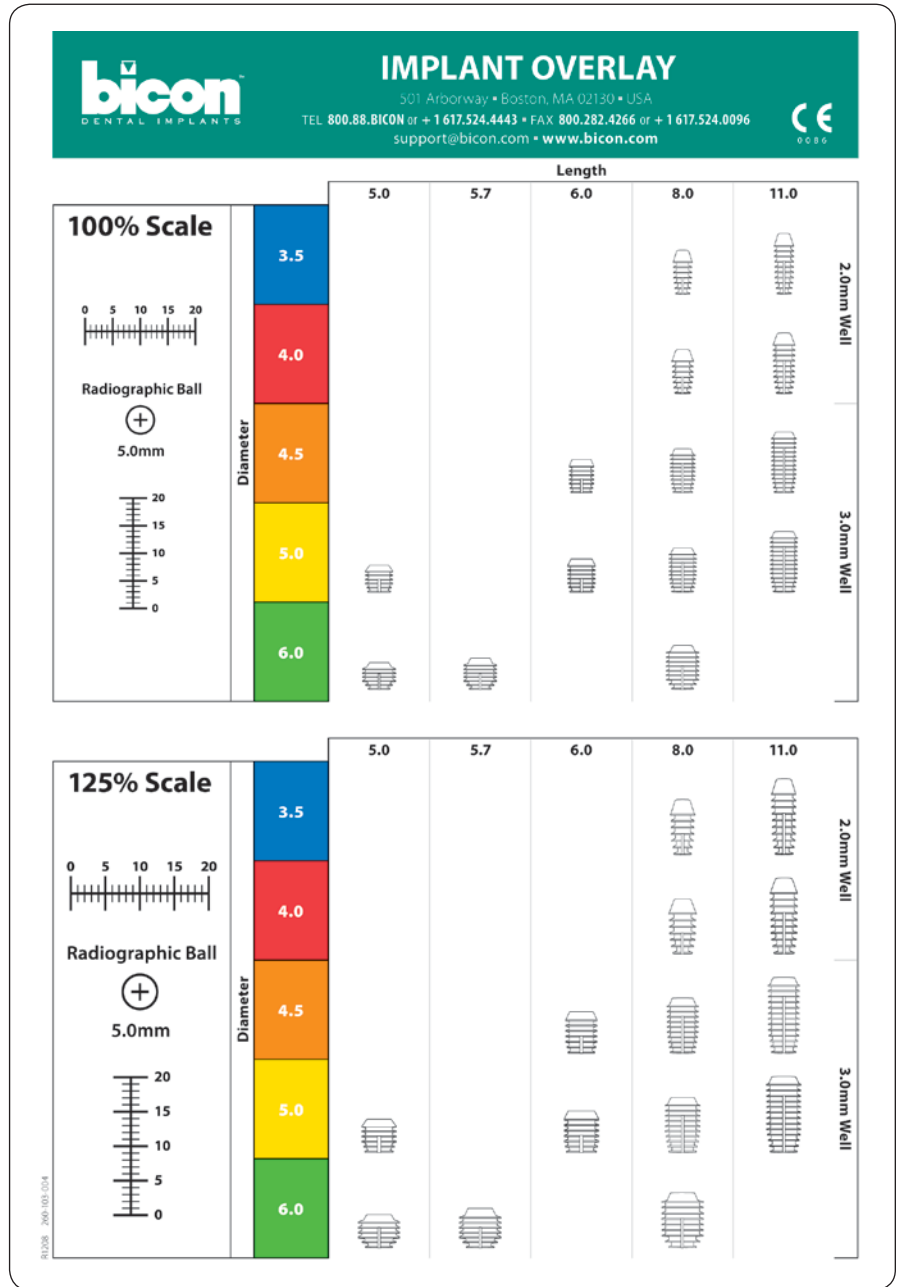 bicon™
DENTAL IMPLANTS
IMPLANT OVERLAY
501 Arborway ▪ Boston, MA 02130 ▪ USA
TEL 800.88.BICON or + 1 617.524.4443 ▪ FAX 800.282.4266 or + 1 617.524.0096
support@bicon.com ▪ www.bicon.com
CE
0086
Length
5.0 5.7 6.0 8.0 11.0
100% Scale
0 5 10 15 20
Radiographic Ball
5.0mm
20
15
10
5
0
Diameter
3.5
4.0
4.5
5.0
6.0
2.0mm Well
3.0mm Well
5.0 5.7 6.0 8.0 11.0
125% Scale
0 5 10 15 20
Radiographic Ball
5.0mm
20
15
10
5
0
Diameter
3.5
4.0
4.5
5.0
6.0
2.0mm Well
3.0mm Well
R1208 260-103-004